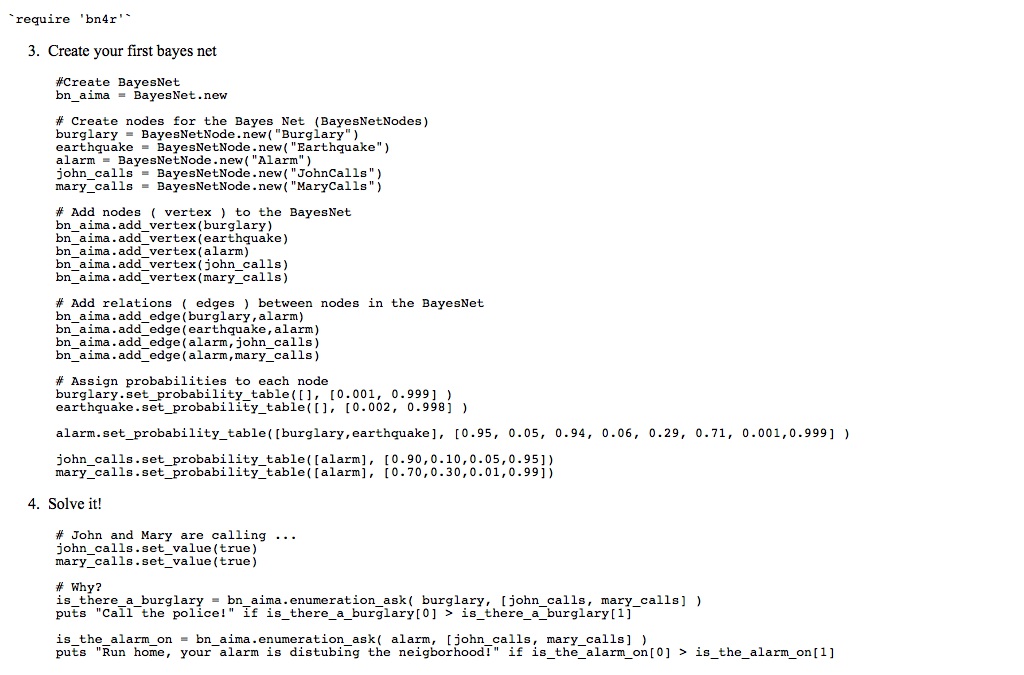 `require 'bn4r'`
3. Create your first bayes net
#Create BayesNet
bn_aima = BayesNet.new
# Create nodes for the Bayes Net (BayesNetNodes)
burglary = BayesNetNode.new("Burglary")
earthquake = BayesNetNode.new("Earthquake")
alarm = BayesNetNode.new("Alarm")
john_calls = BayesNetNode.new("JohnCalls")
mary_calls = BayesNetNode.new("MaryCalls")
# Add nodes ( vertex ) to the BayesNet
bn_aima.add_vertex(burglary)
bn_aima.add_vertex(earthquake)
bn_aima.add_vertex(alarm)
bn_aima.add_vertex(john_calls)
bn_aima.add_vertex(mary_calls)
# Add relations ( edges ) between nodes in the BayesNet
bn_aima.add_edge(burglary,alarm)
bn_aima.add_edge(earthquake,alarm)
bn_aima.add_edge(alarm,john_calls)
bn_aima.add_edge(alarm,mary_calls)
# Assign probabilities to each node
burglary.set_probability_table([], [0.001, 0.999] )
earthquake.set_probability_table([], [0.002, 0.998] )
alarm.set_probability_table([burglary,earthquake], [0.95, 0.05, 0.94, 0.06, 0.29, 0.71, 0.001,0.999] )
john_calls.set_probability_table([alarm], [0.90,0.10,0.05,0.95])
mary_calls.set_probability_table([alarm], [0.70,0.30,0.01,0.99])
4. Solve it!
# John and Mary are calling ...
john_calls.set_value(true)
mary_calls.set_value(true)
# Why?
is_there_a_burglary = bn_aima.enumeration_ask( burglary, [john_calls, mary_calls] )
puts "Call the police!" if is_there_a_burglary[0] > is_there_a_burglary[1]
is_the_alarm_on = bn_aima.enumeration_ask( alarm, [john_calls, mary_calls] )
puts "Run home, your alarm is distubing the neigborhood!" if is_the_alarm_on[0] > is_the_alarm_on[1]